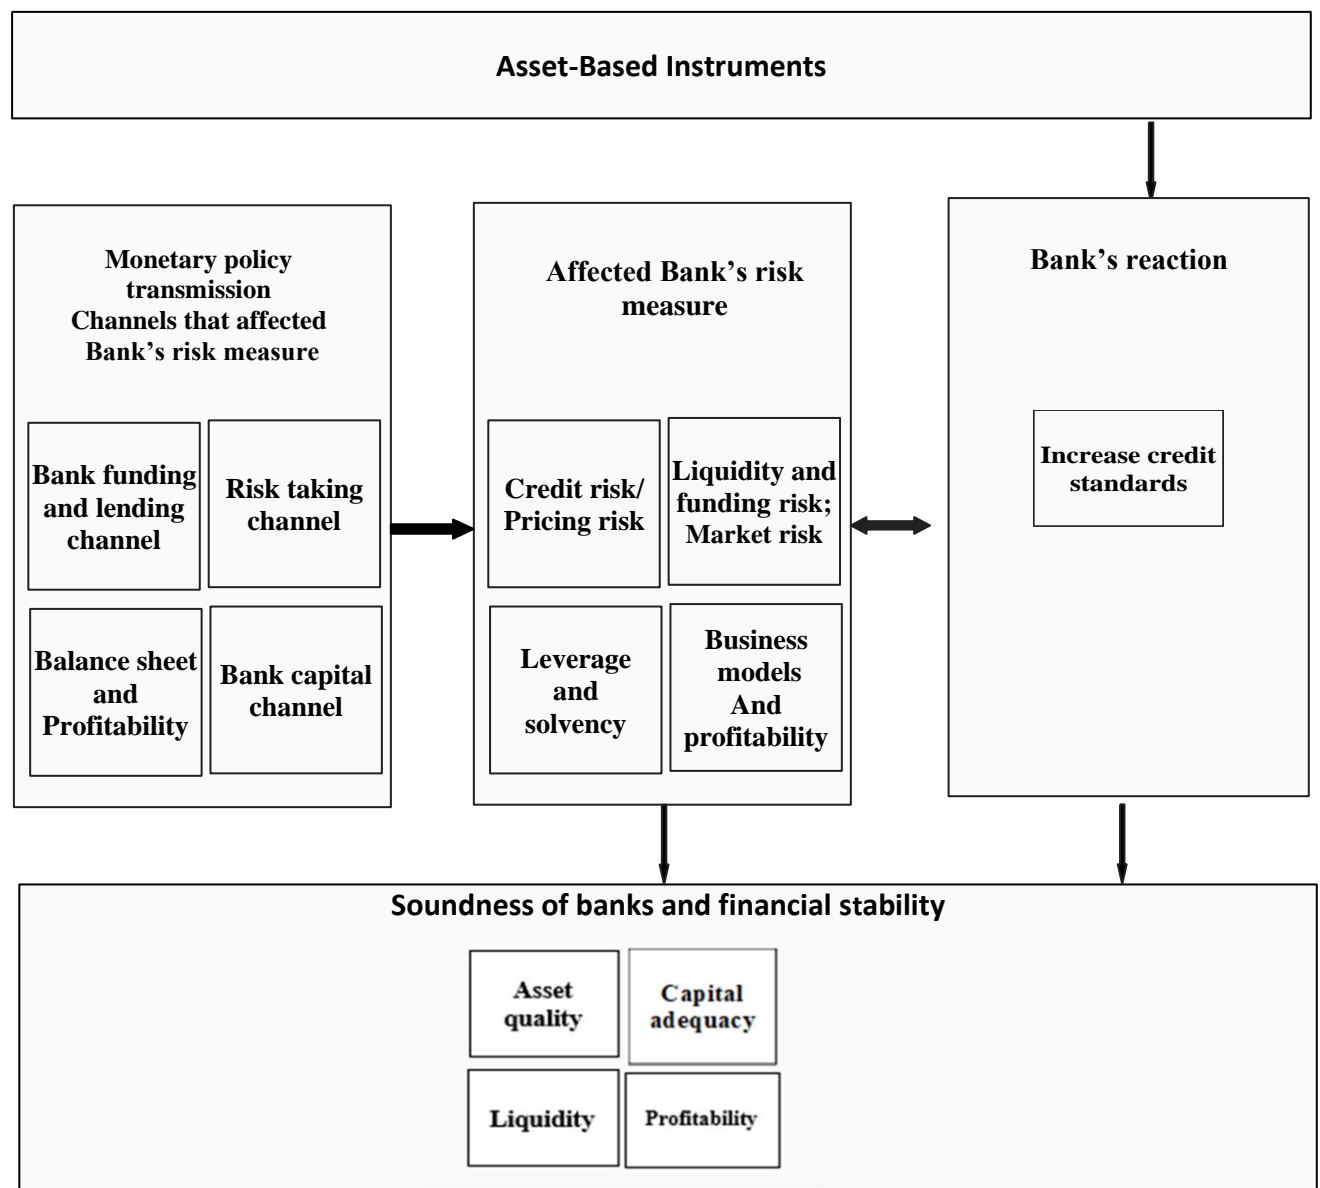 Asset-Based Instruments
Monetary policy
transmission
Channels that affected
Bank’s risk measure
Bank funding
and lending
channel
Risk taking
channel
Balance sheet
and
Profitability
Bank capital
channel
Affected Bank’s risk
measure
Credit risk/
Pricing risk
Liquidity and
funding risk;
Market risk
Leverage
and
solvency
Business
models
And
profitability
Bank’s reaction
Increase credit
standards
Soundness of banks and financial stability
Asset
quality
Capital
adequacy
Liquidity
Profitability